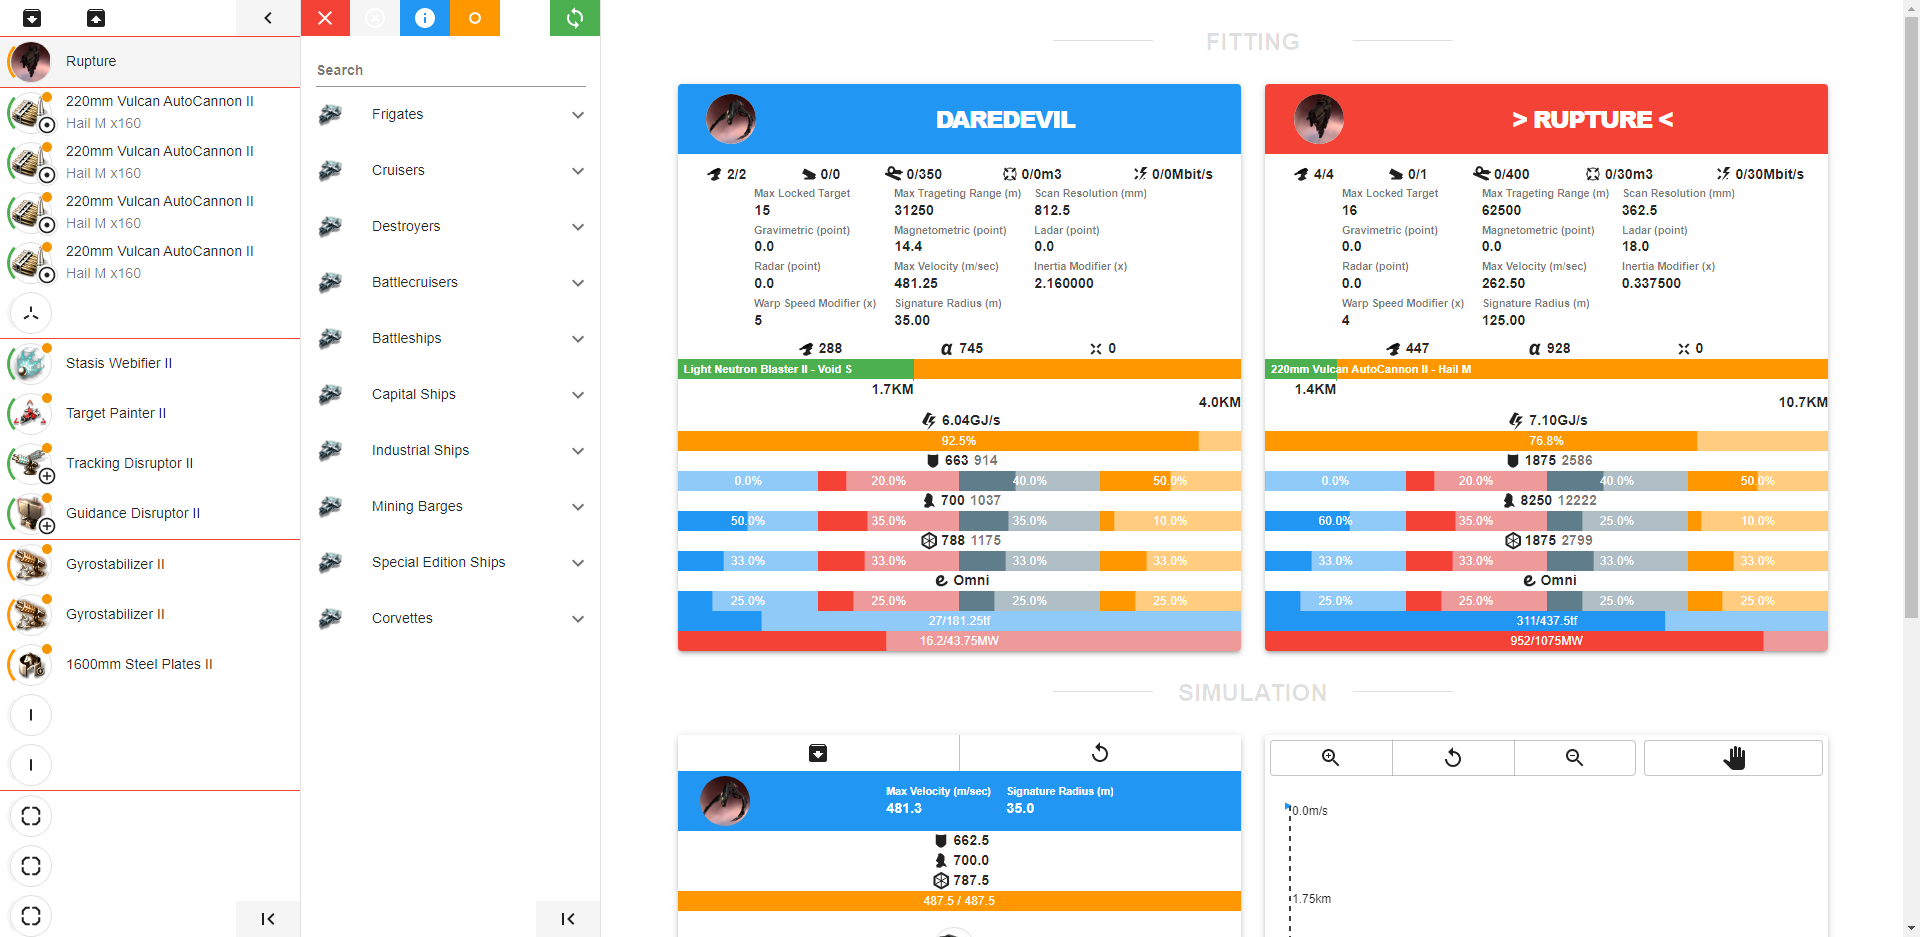 Rupture
220mm Vulcan AutoCannon II
Hail M x160
220mm Vulcan AutoCannon II
Hail M x160
220mm Vulcan AutoCannon II
Hail M x160
220mm Vulcan AutoCannon II
Hail M x160
Stasis Webifier II
Target Painter II
Tracking Disruptor II
Guidance Disruptor II
Gyrostabilizer II
Gyrostabilizer II
1600mm Steel Plates II
Search
Frigates
Cruisers
Destroyers
Battlecruisers
Battleships
Capital Ships
Industrial Ships
Mining Barges
Special Edition Ships
Corvettes
FITTING
DAREDEVIL
2/2 0/0 0/350 0/0m3 0/0Mbit/s
Max Locked Target Max Trageting Range (m) Scan Resolution (mm)
15 31250 812.5
Gravimetric (point) Magnetometric (point) Ladar (point)
0.0 14.4 0.0
Radar (point) Max Velocity (m/sec) Inertia Modifier (x)
0.0 481.25 2.160000
Warp Speed Modifier (x) Signature Radius (m)
5 35.00
288 α 745 0
Light Neutron Blaster II - Void S
1.7KM
4.0KM
6.04GJ/s
92.5%
663 914
0.0% 20.0% 40.0% 50.0%
700 1037
50.0% 35.0% 35.0% 10.0%
788 1175
33.0% 33.0% 33.0% 33.0%
Omni
25.0% 25.0% 25.0% 25.0%
27/181.25tf
16.2/43.75MW
> RUPTURE <
4/4 0/1 0/400 0/30m3 0/30Mbit/s
Max Locked Target Max Trageting Range (m) Scan Resolution (mm)
16 62500 362.5
Gravimetric (point) Magnetometric (point) Ladar (point)
0.0 0.0 18.0
Radar (point) Max Velocity (m/sec) Inertia Modifier (x)
0.0 262.50 0.337500
Warp Speed Modifier (x) Signature Radius (m)
4 125.00
447 α 928 0
220mm Vulcan AutoCannon II - Hail M
1.4KM
10.7KM
7.10GJ/s
76.8%
1875 2586
0.0% 20.0% 40.0% 50.0%
8250 12222
60.0% 35.0% 25.0% 10.0%
1875 2799
33.0% 33.0% 33.0% 33.0%
Omni
25.0% 25.0% 25.0% 25.0%
311/437.5tf
952/1075MW
SIMULATION
Max Velocity (m/sec) Signature Radius (m)
481.3 35.0
662.5
700.0
787.5
487.5 / 487.5
0.0m/s
1.75km